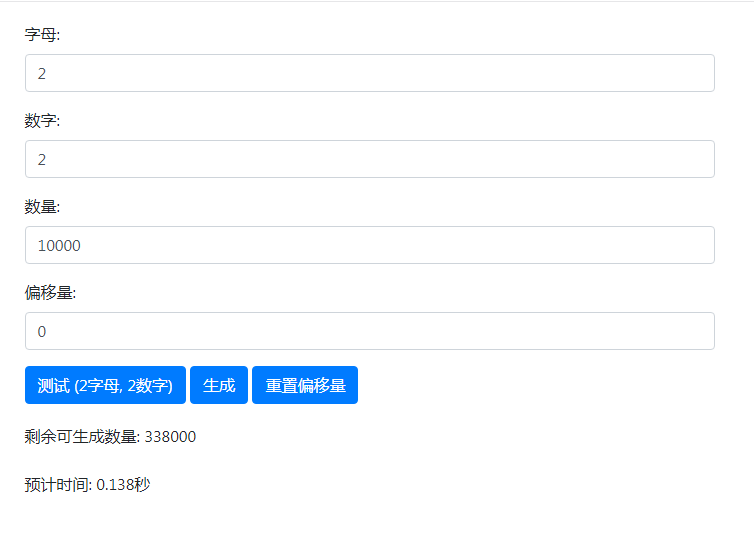 字母:
2
数字:
2
数量:
10000
偏移量:
0
测试 (2字母, 2数字) 生成 重置偏移量
剩余可生成数量: 338000
预计时间: 0.138秒